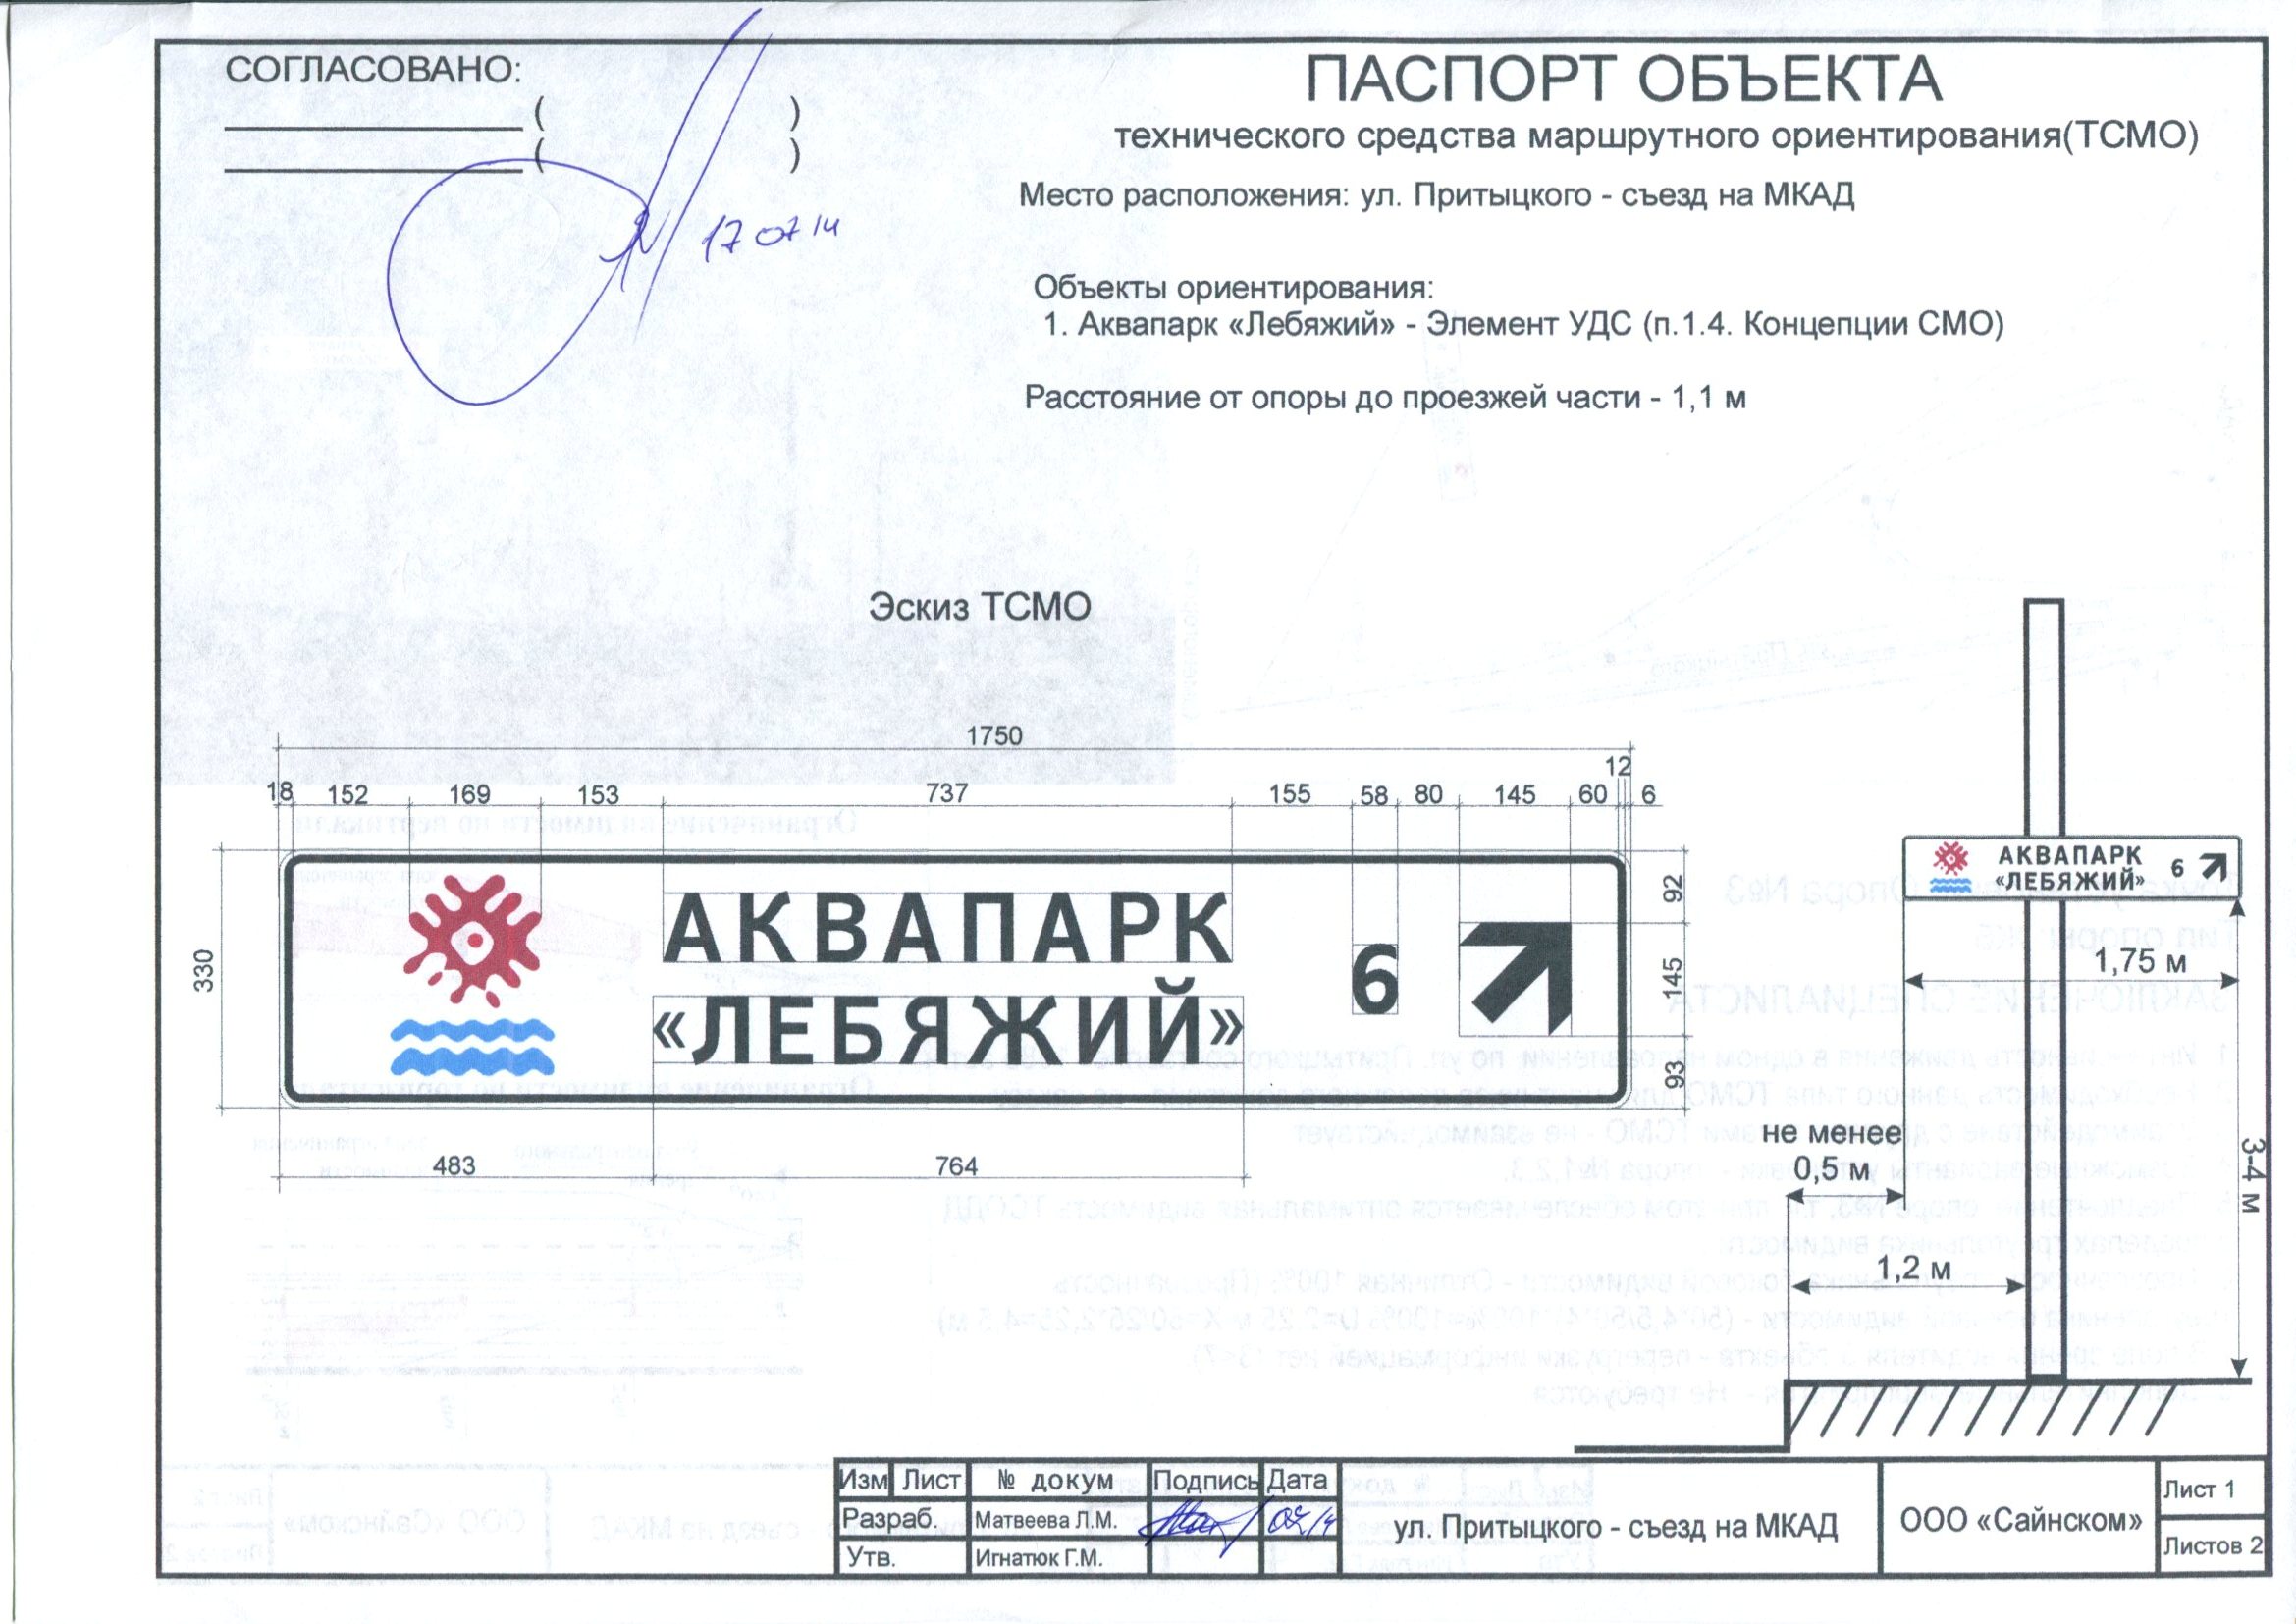 СОГЛАСОВАНО:
( )
( )
17 07 14
ПАСПОРТ ОБЪЕКТА
технического средства маршрутного ориентирования(ТСМО)
Место расположения: ул. Притыцкого - съезд на МКАД
Объекты ориентирования:
1. Аквапарк «Лебяжий» - Элемент УДС (п.1.4. Концепции СМО)
Расстояние от опоры до проезжей части - 1,1 м
Эскиз ТСМО
1750
12
18 152 169 153 737 155 58 80 145 60 6
330
АКВАПАРК
«ЛЕБЯЖИЙ»
6
92
145
93
483 764
АКВАПАРК
«ЛЕБЯЖИЙ»
6
1,75 м
не менее
0,5 м
3-4 м
1,2 м
Изм Лист № докум Подпись Дата
Разраб. Матвеева Л.М.
Утв. Игнатюк Г.М.
ул. Притыцкого - съезд на МКАД
ООО «Сайнском»
Лист 1
Листов 2